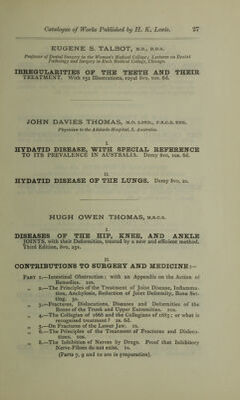 Catalogue of Works Published by H. K. Lewis. 27
EUGENE S. TALBOT, M.D., D.D.S.
Professor of Dental Surgery in the Woman's Medical College; Lecturer on Dental
Pathology and Surgery in Rush Medical College, Chicago.
IRREGULARITIES OF THE TEETH AND THEIR
TREATMENT. With 152 Illustrations, royal 8vo, 10s. 6d.
JOHN DAVIES THOMAS, M.D. LOND., F.R.C.S. ENG.
Physician to the Adelaide Hospital, S. Australia.
I.
HYDATID DISEASE, WITH SPECIAL REFERENCE
TO ITS PREVALENCE IN AUSTRALIA. Demy 8vo, 10s. 6d.
II.
HYDATID DISEASE OF THE LUNGS. Demy 8vo, 2s.
HUGH OWEN THOMAS, M.R.C.S.
I.
DISEASES OF THE HIP, KNEE, AND ANKLE
JOINTS, with their Deformities, treated by a new and efficient method.
Third Edition, 8vo, 25s.
II.
CONTRIBUTIONS TO SURGERY AND MEDICINE:—
PART 1.—Intestinal Obstruction; with an Appendix on the Action of
Remedies. 10s.
„ 2.—The Principles of the Treatment of Joint Disease, Inflamma-
tion, Anchylosis, Reduction of Joint Deformity, Bone Set-
ting. 5s.
„ 3.—Fractures, Dislocations, Diseases and Deformities of the
Bones of the Trunk and Upper Extremities. 10s.
„ 4.—The Collegian of 1666 and the Collegians of 1885; or what is
recognised treatment? 2s. 6d.
„ 5.—On Fractures of the Lower Jaw. 1s.
„ 6.—The Principles of the Treatment of Fractures and Disloca-
tions. 10s.
„ 8.—The Inhibition of Nerves by Drugs. Proof that Inhibitory
Nerve-Fibres do not exist. 1s.
(Parts 7, 9 and 10 are in preparation).